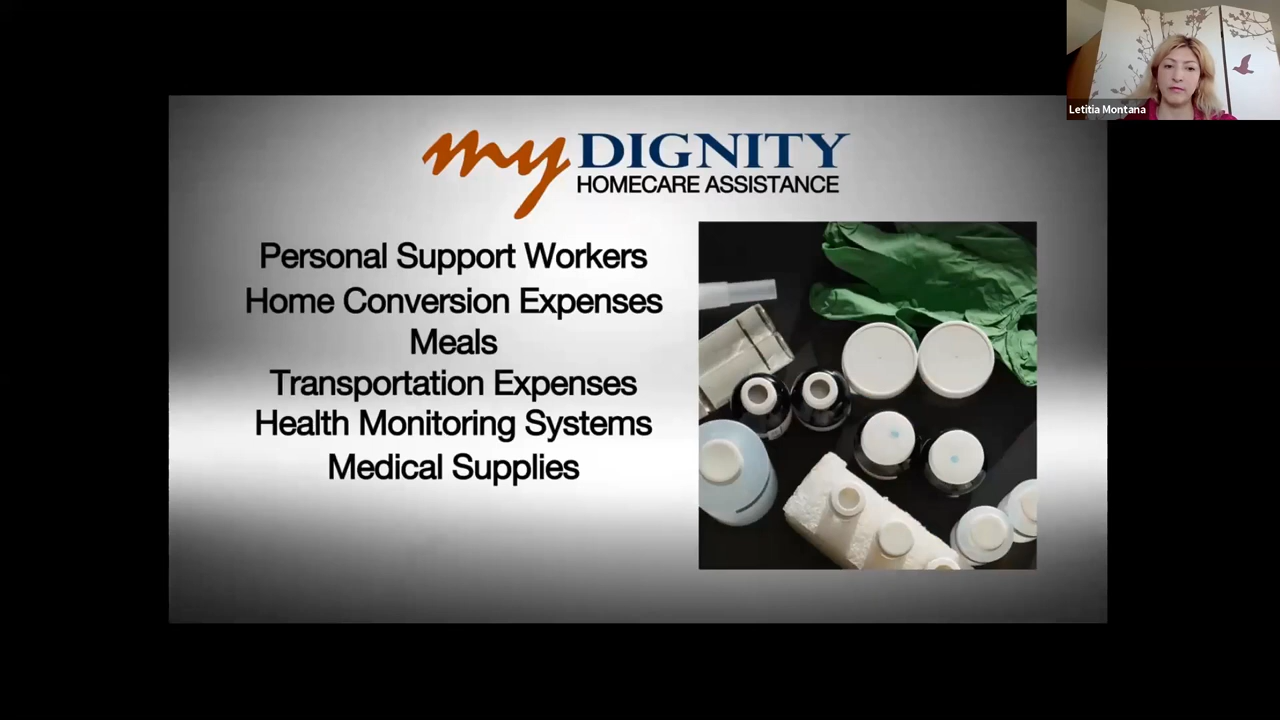 my DIGNITY
HOMECARE ASSISTANCE
Personal Support Workers
Home Conversion Expenses
Meals
Transportation Expenses
Health Monitoring Systems
Medical Supplies
Letitia Montana